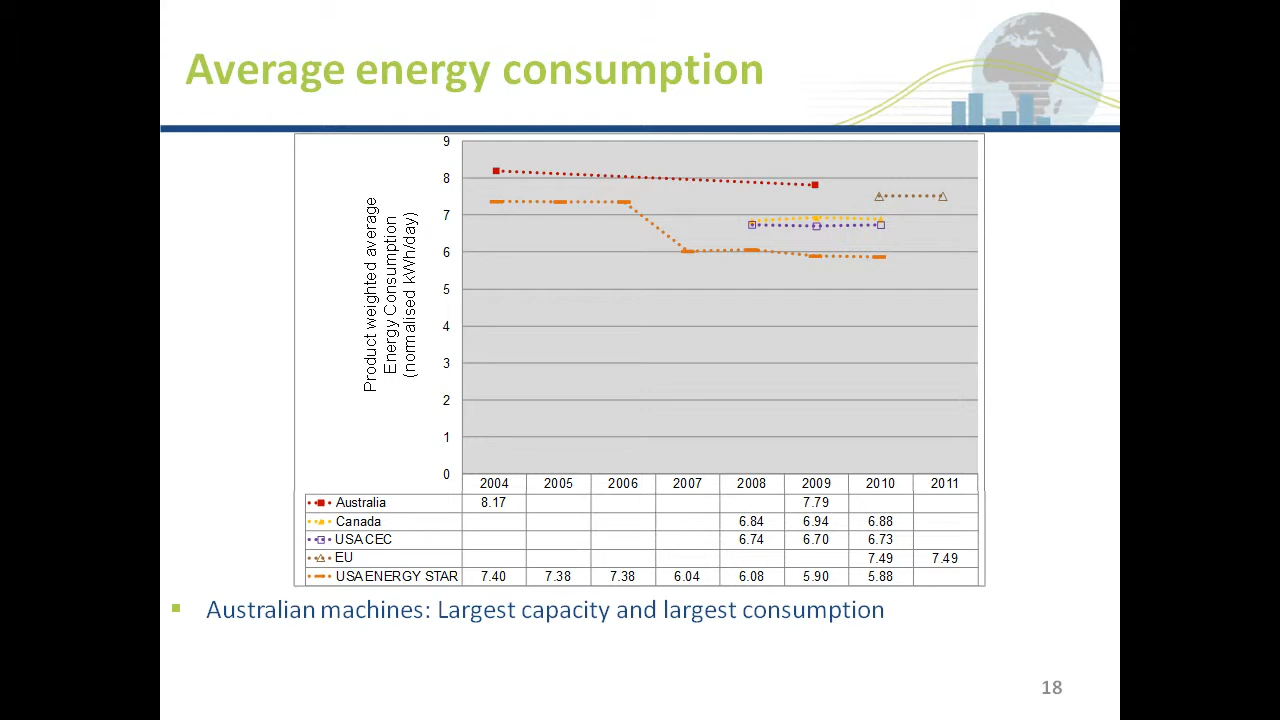 Average energy consumption
Product weighted average
Energy Consumption
(normalised kWh/day)
9
8
7
6
5
4
3
2
1
0
2004 2005 2006 2007 2008 2009 2010 2011
Australia 8.17 7.79
Canada 6.84 6.94 6.88
USA CEC 6.74 6.70 6.73
EU 7.49 7.49
USA ENERGY STAR 7.40 7.38 7.38 6.04 6.08 5.90 5.88
Australian machines: Largest capacity and largest consumption
18